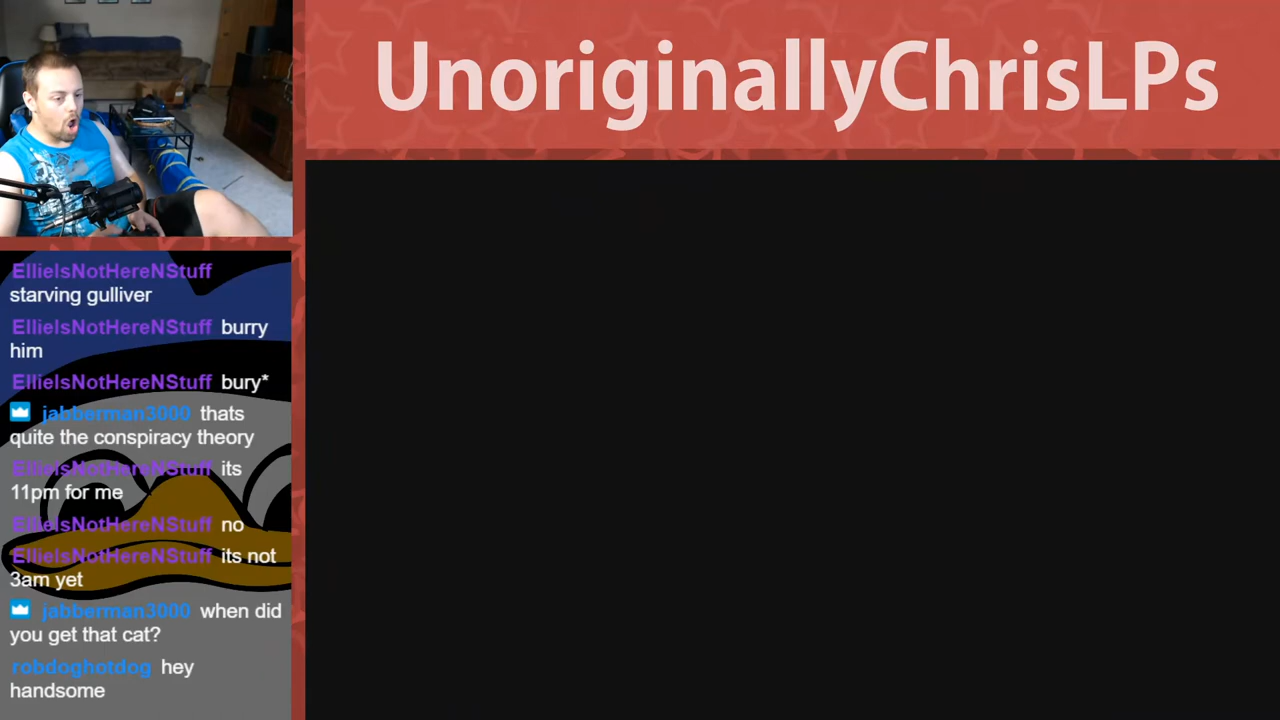 UnoriginallyChrisLPs
EllieIsNotHereNStuff
starving gulliver
EllieIsNotHereNStuff burry
him
EllieIsNotHereNStuff bury*
jabberman3000 thats
quite the conspiracy theory
EllieIsNotHereNStuff its
11pm for me
EllieIsNotHereNStuff no
EllieIsNotHereNStuff its not
3am yet
jabberman3000 when did
you get that cat?
robdoghotdog hey
handsome